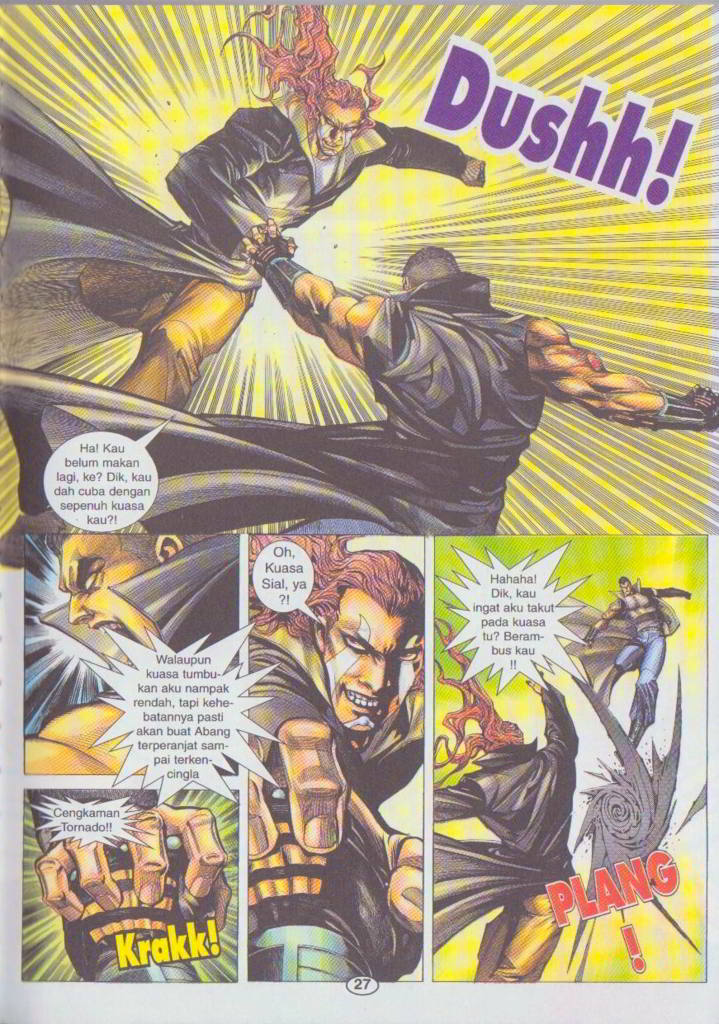 Dushh!
Ha! Kau
belum makan
lagi, ke? Dik, kau
dah cuba dengan
sepenuh kuasa
kau?!
Walaupun
kuasa tumbu-
kan aku nampak
rendah, tapi kehe-
batannya pasti
akan buat Abang
terperanjat sam-
pai terken-
cingla
Cengkaman
Tornado!!
Krakk!
Oh,
Kuasa
Sial, ya
?!
Hahaha!
Dik, kau
ingat aku takut
pada kuasa
tu? Beram-
bus kau
!!
PLANG
!
27